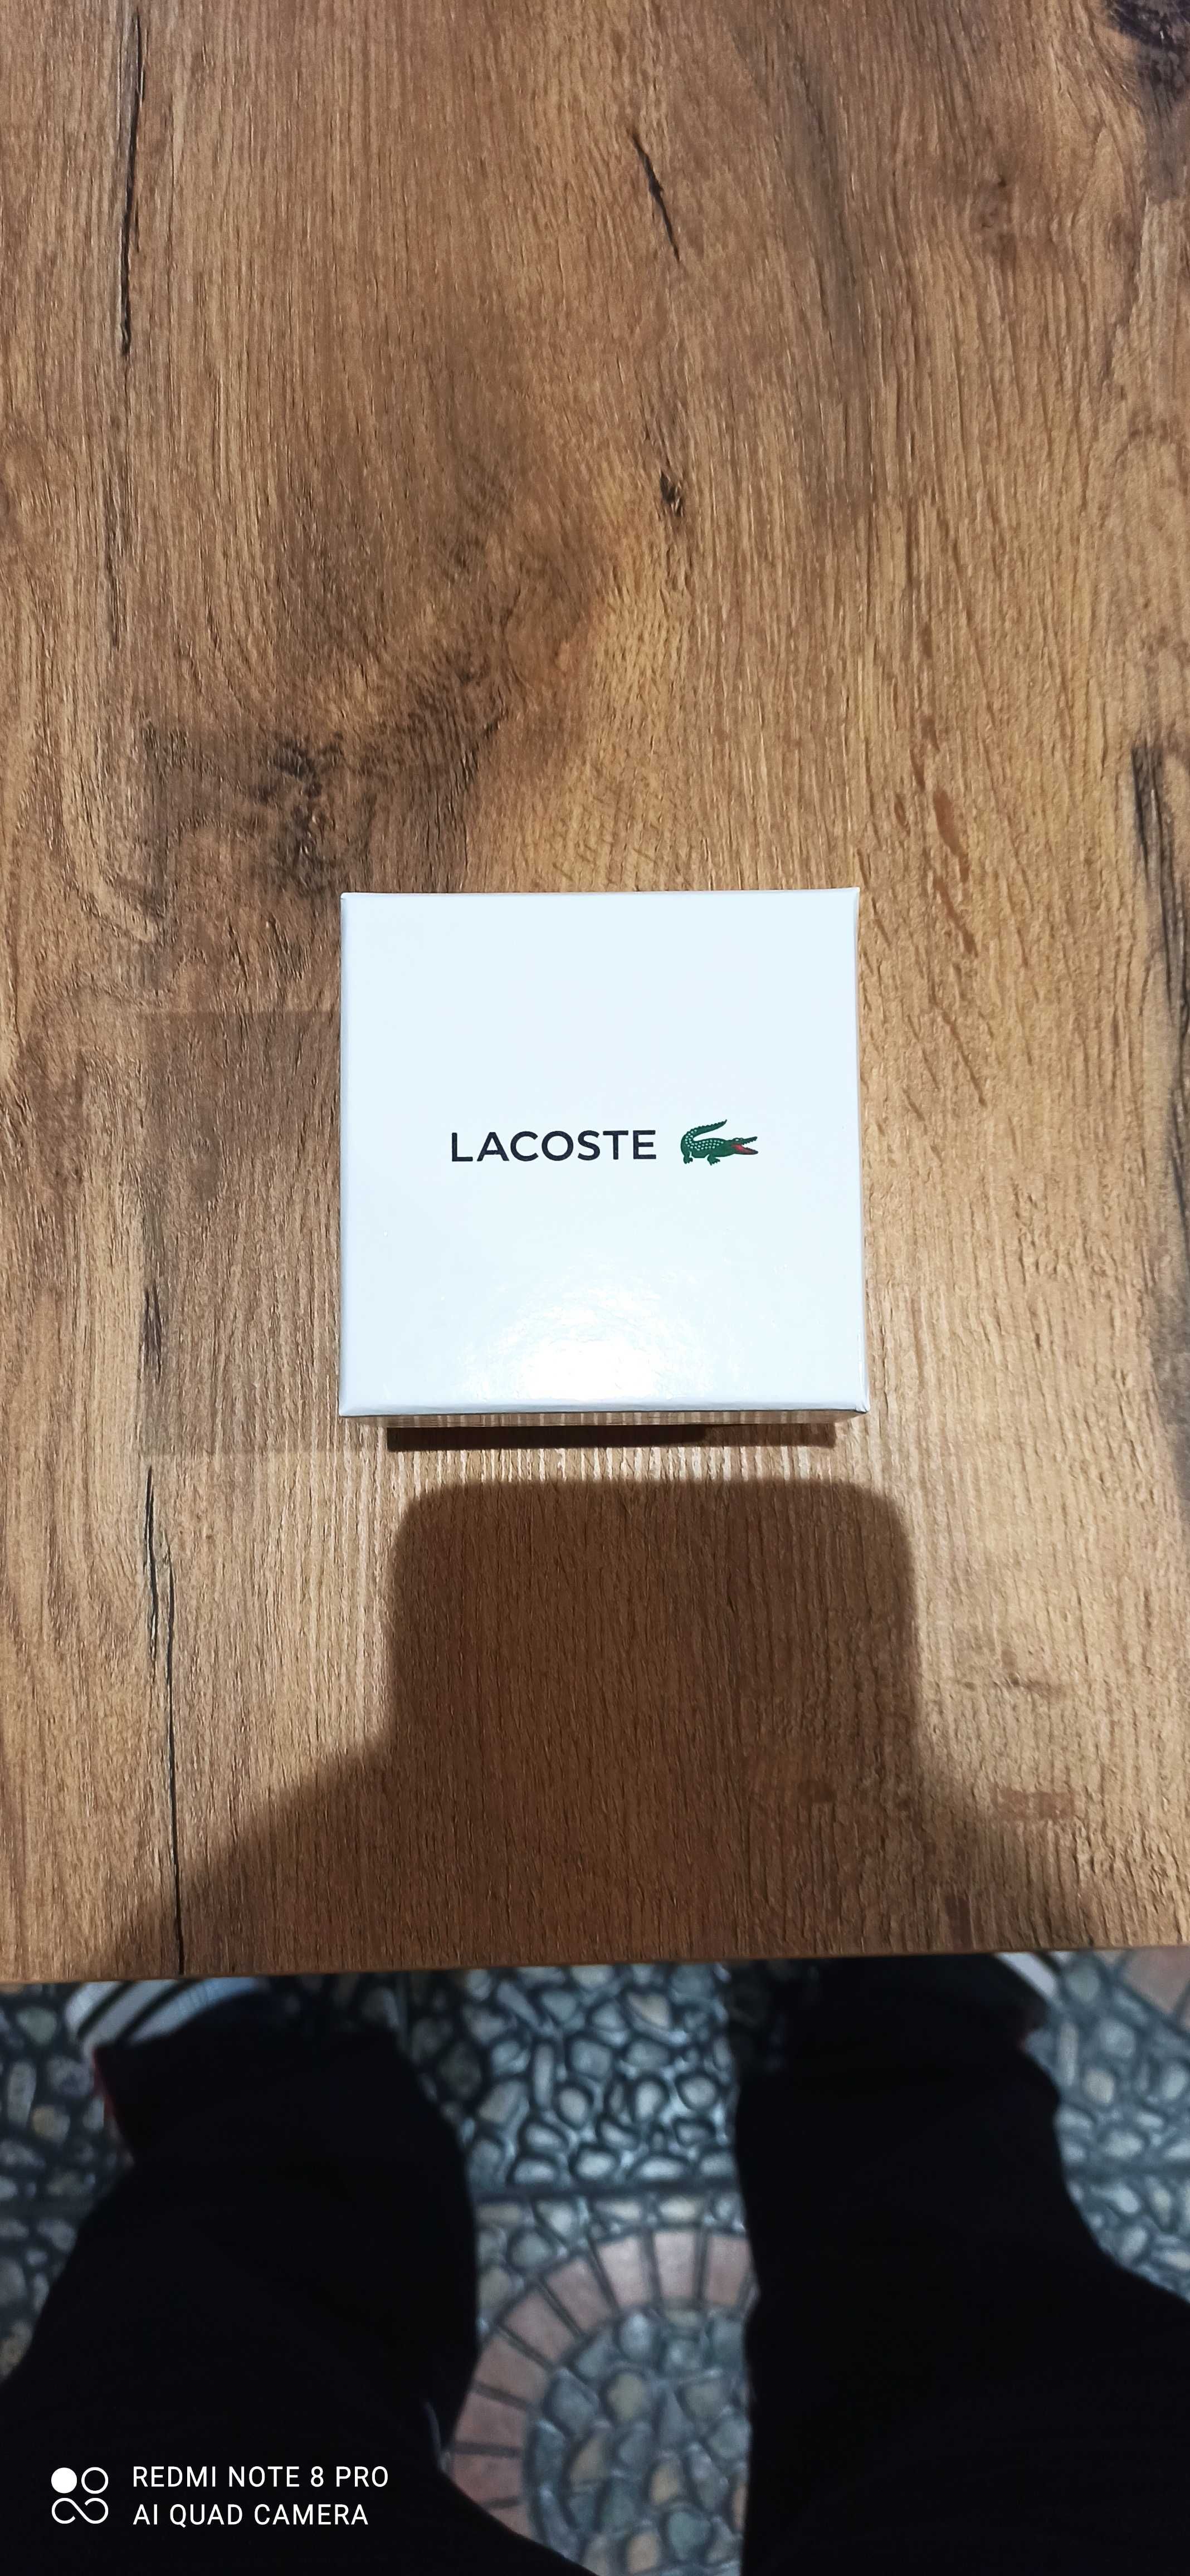 LACOSTE
REDMI NOTE 8 PRO
AI QUAD CAMERA